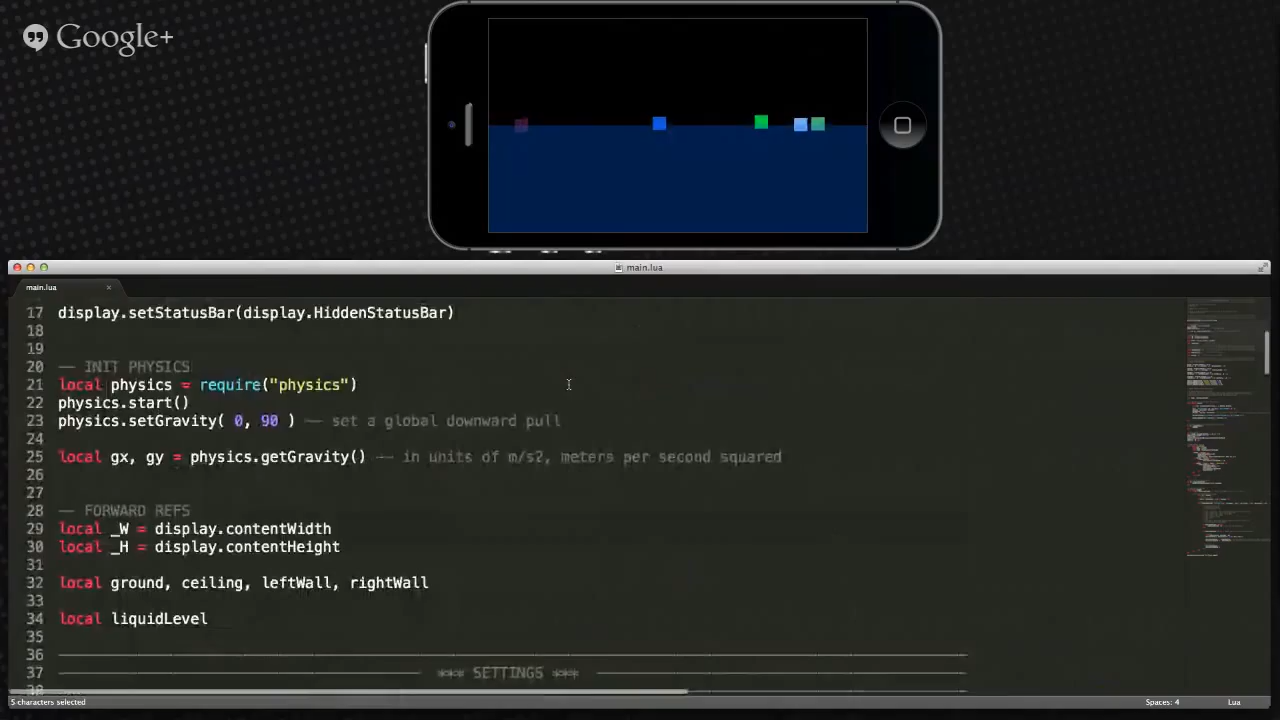 Google+
main.lua
main.lua
17 display.setStatusBar(display.HiddenStatusBar)
18
19
20 -- INIT PHYSICS
21 local physics = require("physics")
22 physics.start()
23 physics.setGravity( 0, 90 ) -- set a global downward pull
24
25 local gx, gy = physics.getGravity() -- in units of m/s2, meters per second squared
26
27
28 -- FORWARD REFS
29 local _W = display.contentWidth
30 local _H = display.contentHeight
31
32 local ground, ceiling, leftWall, rightWall
33
34 local liquidLevel
35
36
37 *** SETTINGS ***
38
5 characters selected
Spaces: 4
Lua